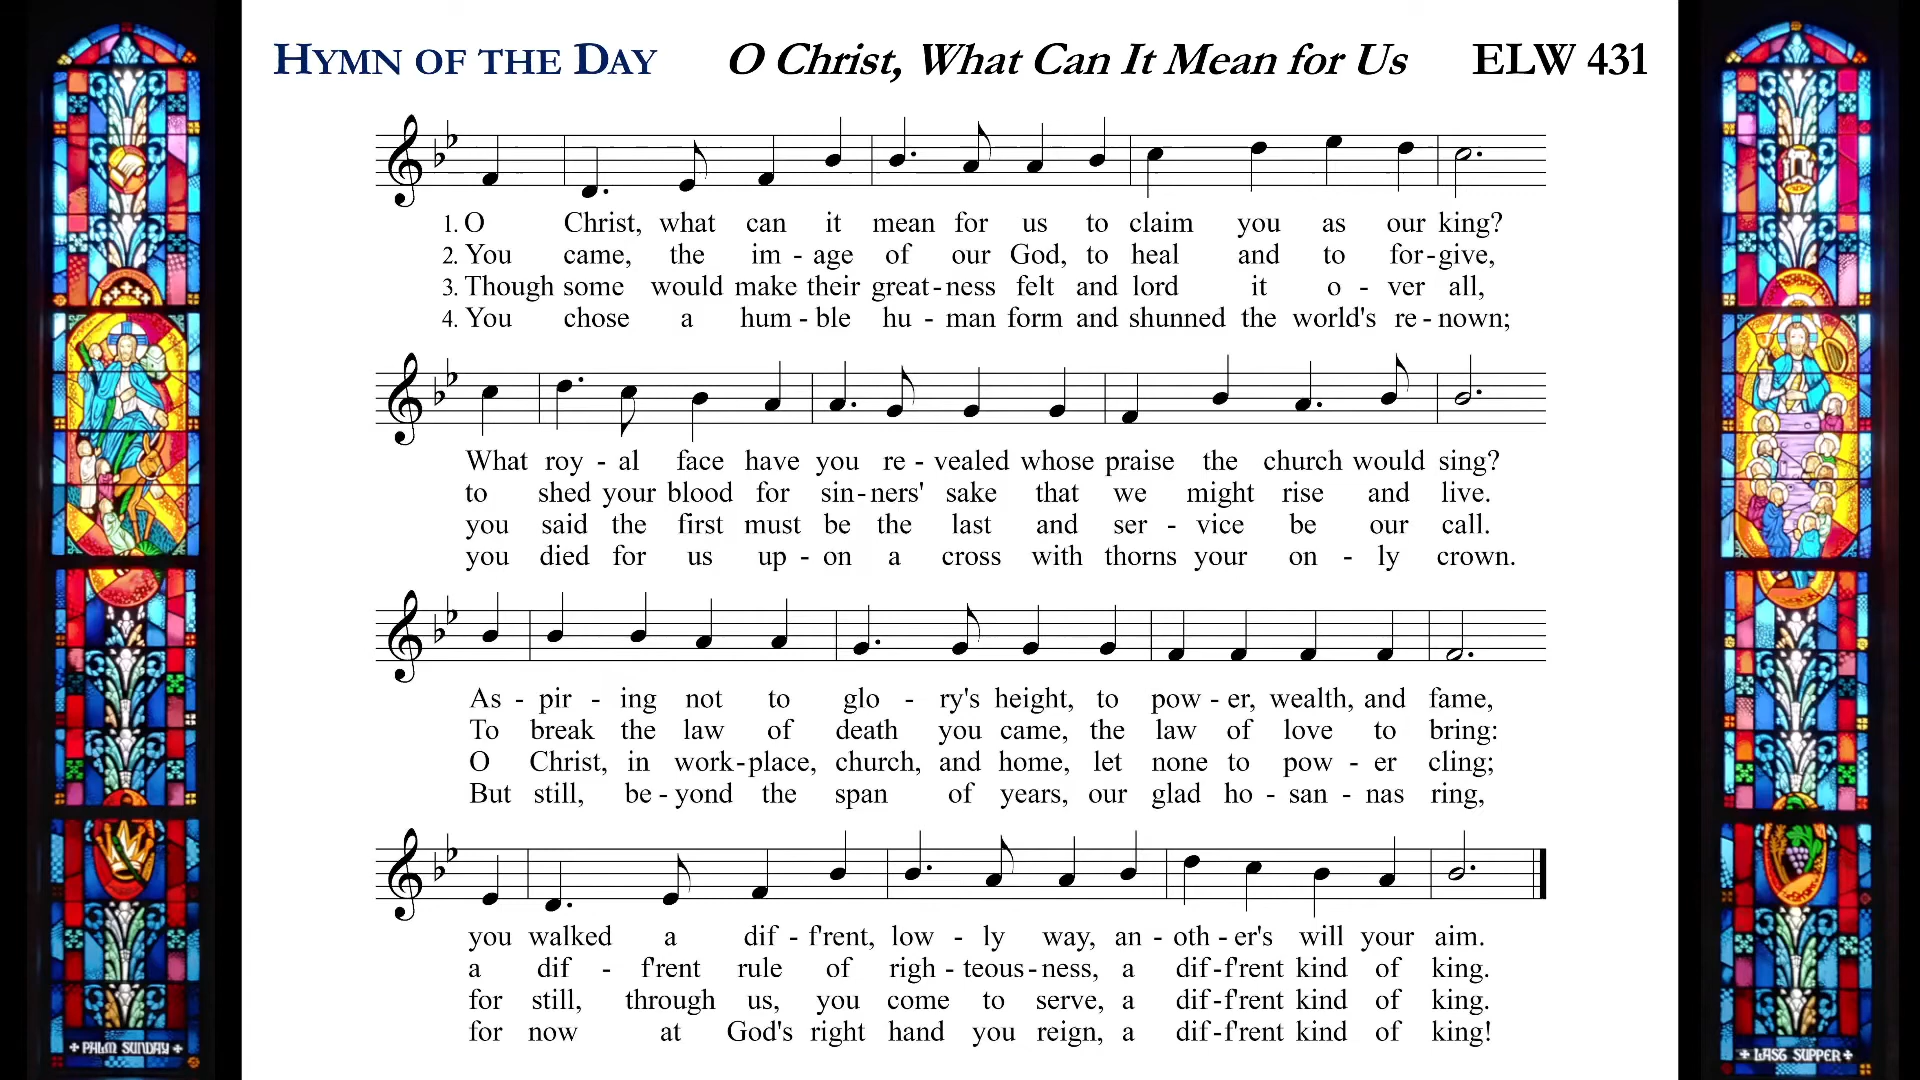 HYMN OF THE DAY O Christ, What Can It Mean for Us ELW 431
1. O Christ, what can it mean for us to claim you as our king?
2. You came, the im - age of our God, to heal and to for - give,
3. Though some would make their great - ness felt and lord it o - ver all,
4. You chose a hum - ble hu - man form and shunned the world's re - nown;
What roy - al face have you re - vealed whose praise the church would sing?
to shed your blood for sin - ners' sake that we might rise and live.
you said the first must be the last and ser - vice be our call.
you died for us up - on a cross with thorns your on - ly crown.
As - pir - ing not to glo - ry's height, to pow - er, wealth, and fame,
To break the law of death you came, the law of love to bring:
O Christ, in work - place, church, and home, let none to pow - er cling;
But still, be - yond the span of years, our glad ho - san - nas ring,
you walked a dif - f'rent, low - ly way, an - oth - er's will your aim.
a dif - f'rent rule of righ - teous - ness, a dif - f'rent kind of king.
for still, through us, you come to serve, a dif - f'rent kind of king.
for now at God's right hand you reign, a dif - f'rent kind of king!
PALM SUNDAY
LAST SUPPER